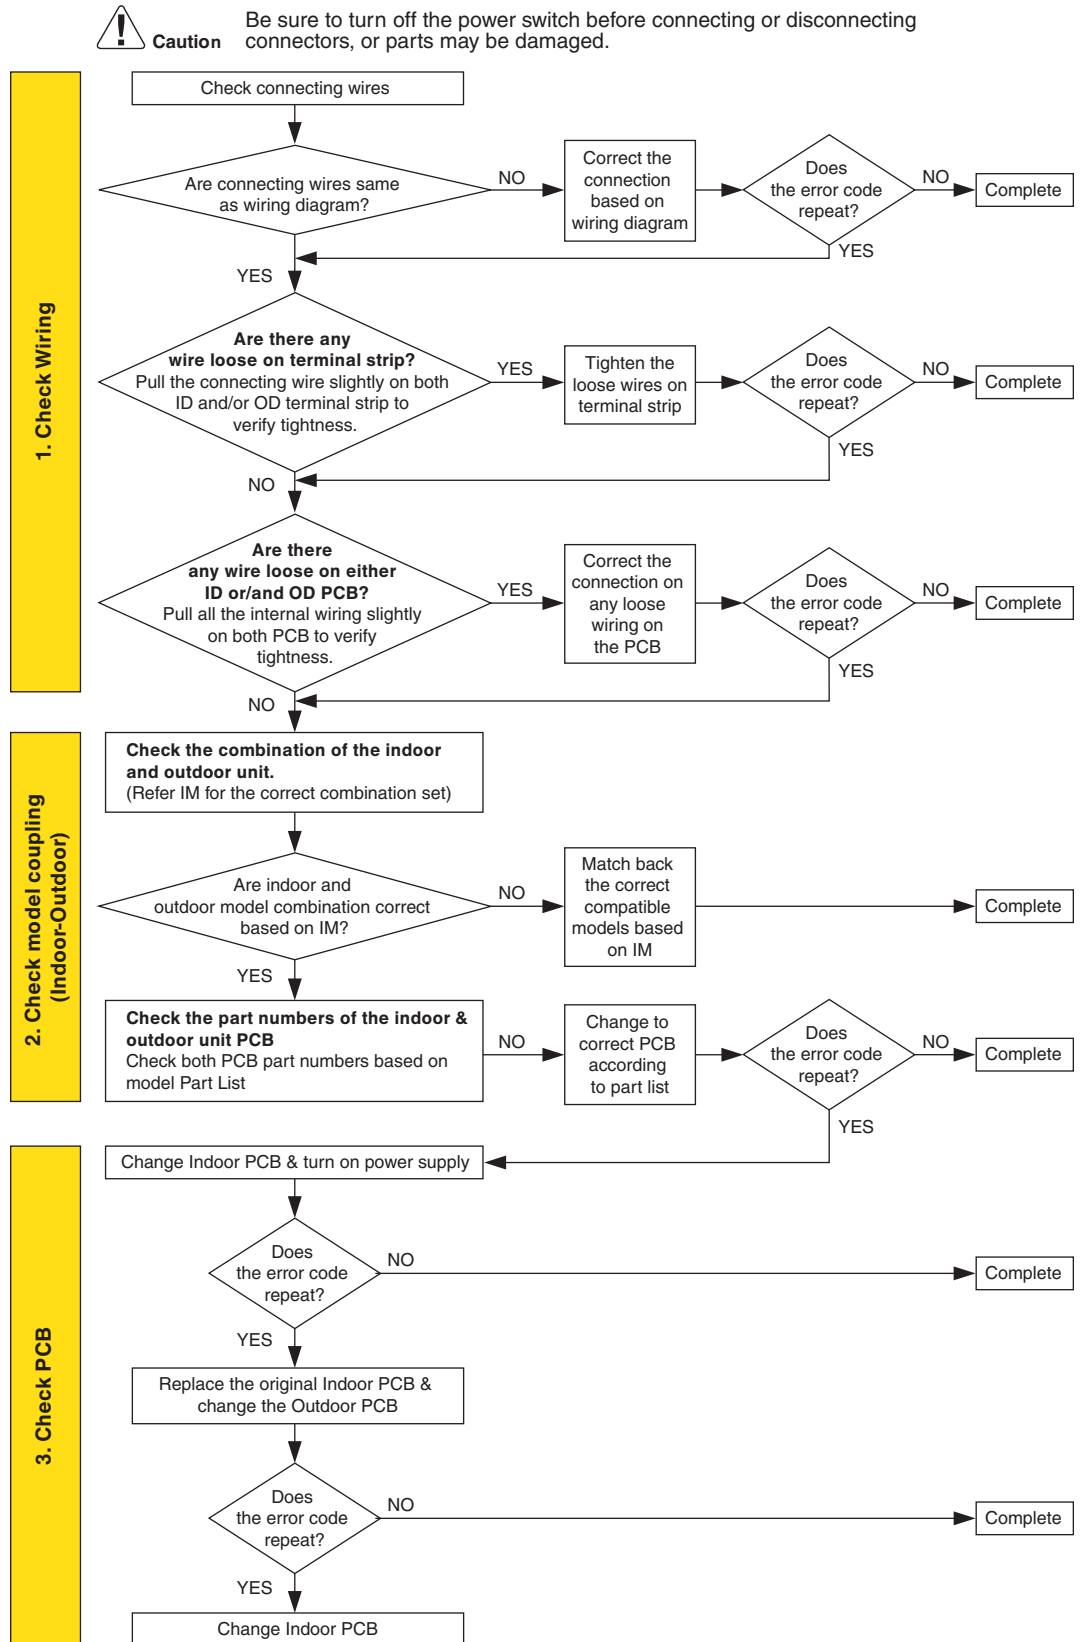 Be sure to turn off the power switch before connecting or disconnecting
Caution
connectors, or parts may be damaged.
1. Check Wiring
Check connecting wires
Are connecting wires same
as wiring diagram?
NO
Correct the
connection
based on
wiring diagram
Does
the error code
repeat?
NO
Complete
YES
YES
Are there any
wire loose on terminal strip?
Pull the connecting wire slightly on both
ID and/or OD terminal strip to
verify tightness.
YES
Tighten the
loose wires on
terminal strip
Does
the error code
repeat?
NO
Complete
YES
NO
Are there
any wire loose on either
ID or/and OD PCB?
Pull all the internal wiring slightly
on both PCB to verify
tightness.
YES
Correct the
connection on
any loose
wiring on
the PCB
Does
the error code
repeat?
NO
Complete
YES
NO
2. Check model coupling
(Indoor-Outdoor)
Check the combination of the indoor
and outdoor unit.
(Refer IM for the correct combination set)
Are indoor and
outdoor model combination correct
based on IM?
NO
Match back
the correct
compatible
models based
on IM
Complete
YES
Check the part numbers of the indoor &
outdoor unit PCB
Check both PCB part numbers based on
model Part List
NO
Change to
correct PCB
according
to part list
Does
the error code
repeat?
NO
Complete
YES
3. Check PCB
Change Indoor PCB & turn on power supply
Does
the error code
repeat?
NO
Complete
YES
Replace the original Indoor PCB &
change the Outdoor PCB
Does
the error code
repeat?
NO
Complete
YES
Change Indoor PCB